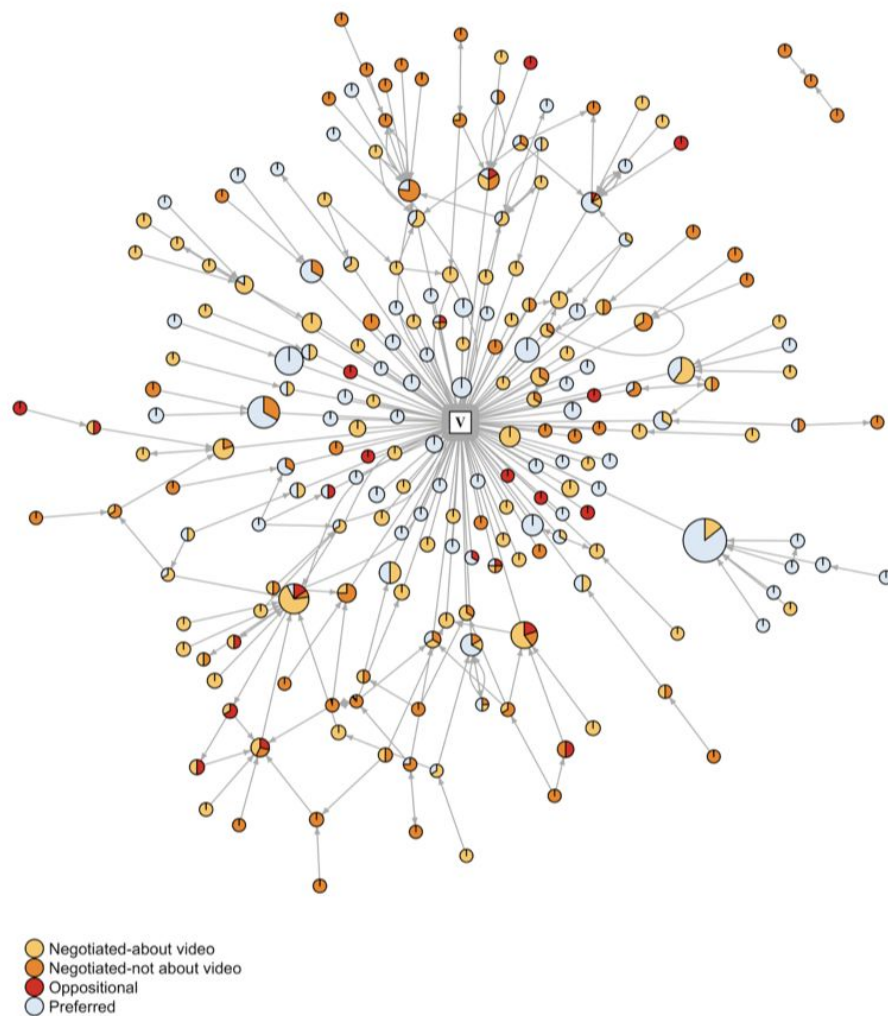 V
Negotiated-about video
Negotiated-not about video
Oppositional
Preferred